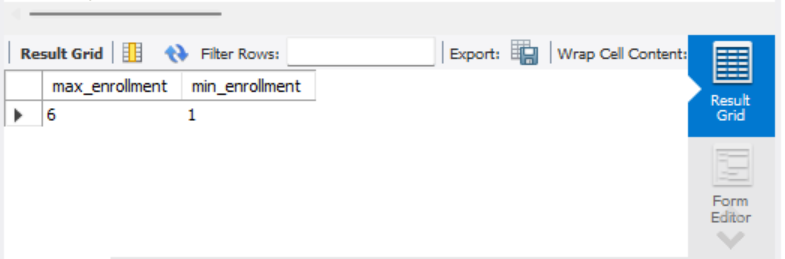 Result Grid Filter Rows: Export: Wrap Cell Content:
max_enrollment min_enrollment
6 1
Result
Grid
Form
Editor